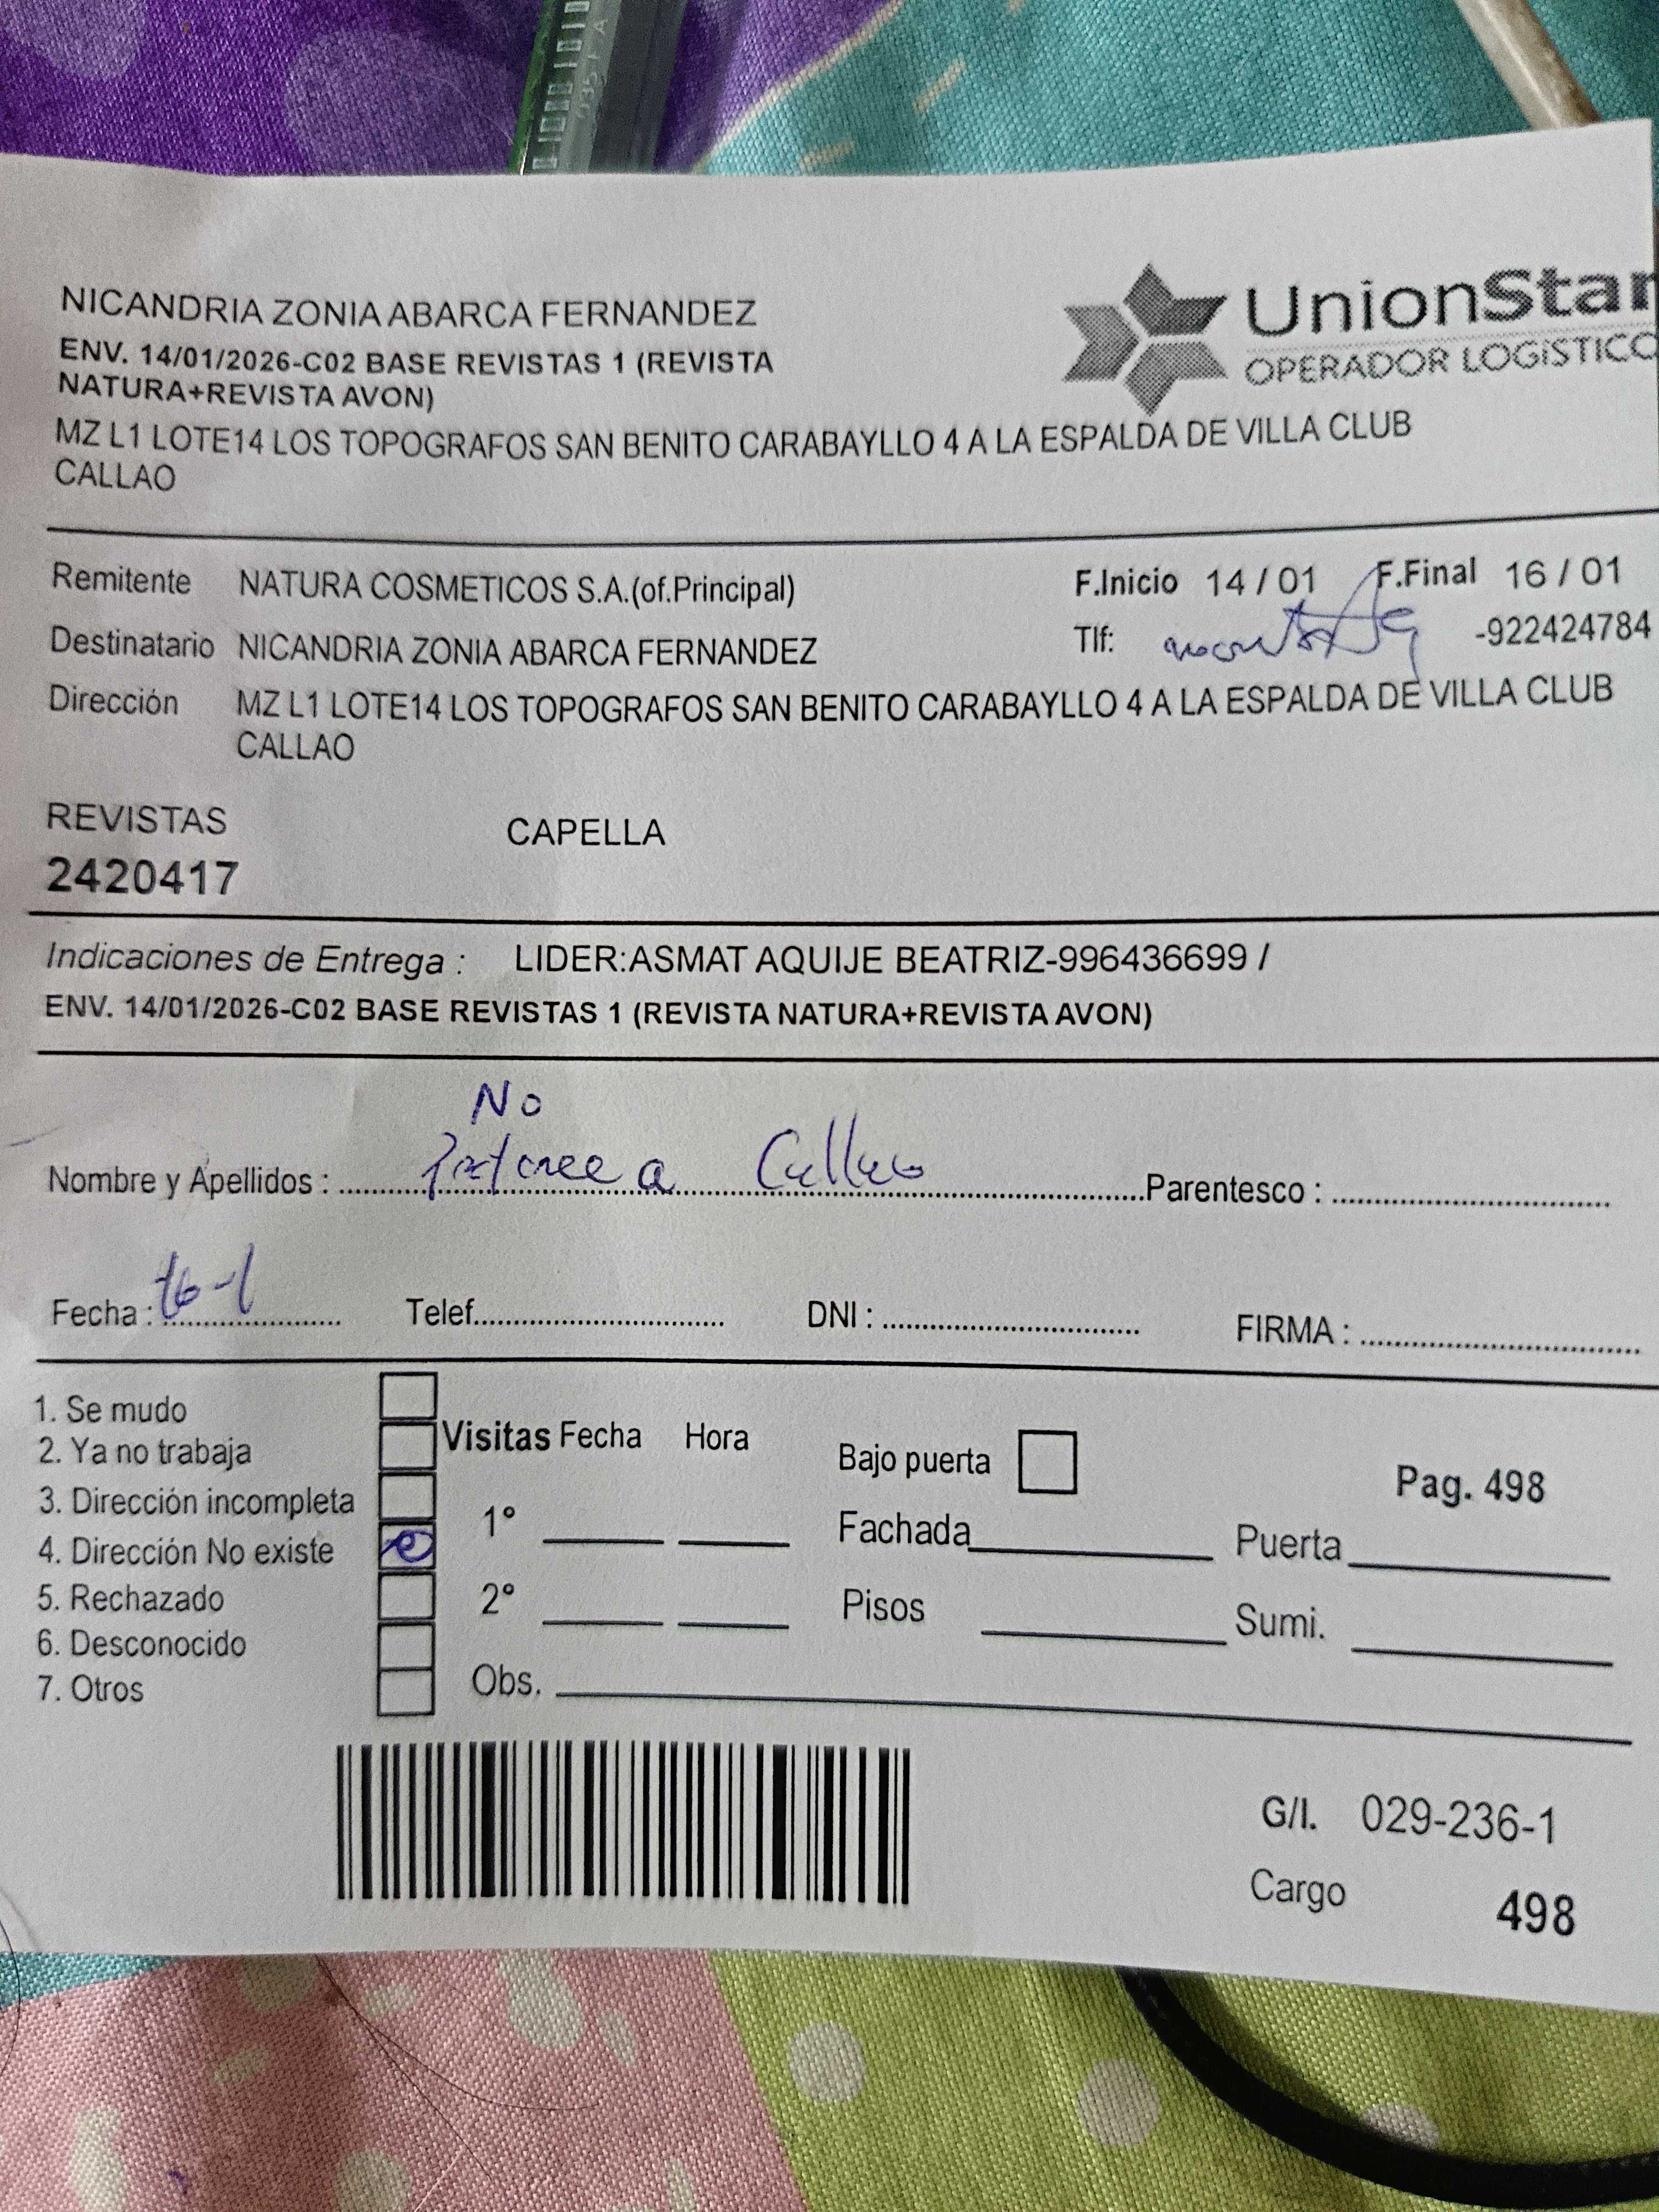 NICANDRIA ZONIA ABARCA FERNANDEZ
ENV. 14/01/2026-C02 BASE REVISTAS 1 (REVISTA
NATURA+REVISTA AVON)
MZ L1 LOTE14 LOS TOPOGRAFOS SAN BENITO CARABAYLLO 4 A LA ESPALDA DE VILLA CLUB
CALLAO
UnionStar
OPERADOR LOGíSTICO
Remitente NATURA COSMETICOS S.A.(of.Principal) F.Inicio 14 / 01 F.Final 16 / 01
Destinatario NICANDRIA ZONIA ABARCA FERNANDEZ Tlf: -922424784
Dirección MZ L1 LOTE14 LOS TOPOGRAFOS SAN BENITO CARABAYLLO 4 A LA ESPALDA DE VILLA CLUB
CALLAO
REVISTAS CAPELLA
2420417
Indicaciones de Entrega : LIDER:ASMAT AQUIJE BEATRIZ-996436699 /
ENV. 14/01/2026-C02 BASE REVISTAS 1 (REVISTA NATURA+REVISTA AVON)
No
Nombre y Apellidos : a Callao Parentesco :
Fecha : 16-1 Telef. DNI : FIRMA :
1. Se mudo
2. Ya no trabaja
3. Dirección incompleta
4. Dirección No existe
5. Rechazado
6. Desconocido
7. Otros
Visitas Fecha Hora
1°
2°
Obs.
Bajo puerta
Fachada Puerta
Pisos Sumi.
Pag. 498
G/I. 029-236-1
Cargo 498